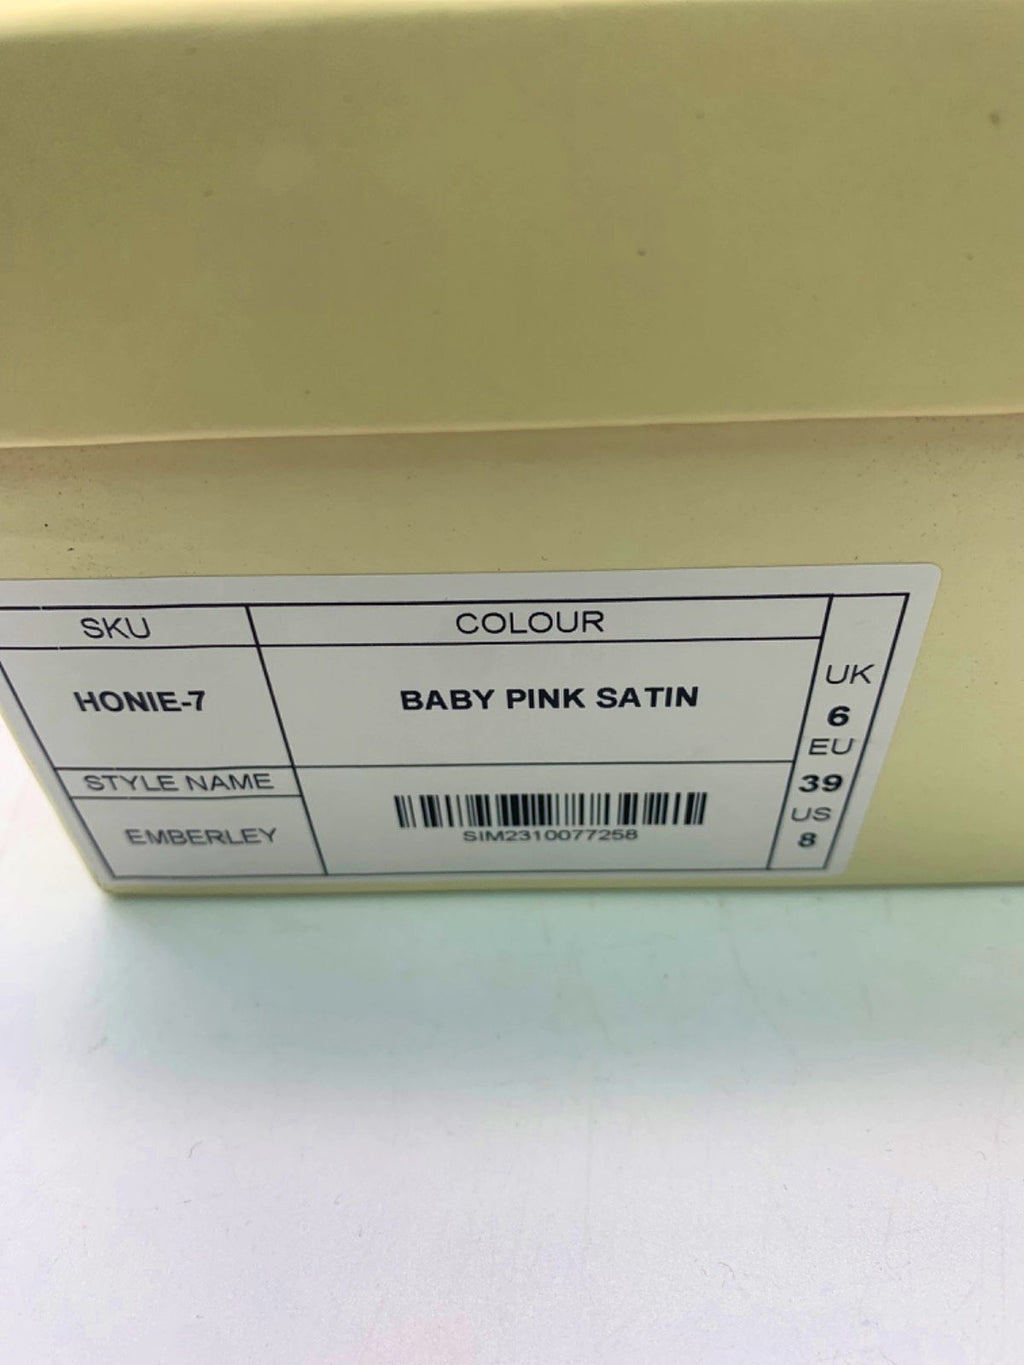 SKU
COLOUR
HONIE-7
BABY PINK SATIN
STYLE NAME
EMBERLEY
SIM2310077258
UK
6
EU
39
US
8